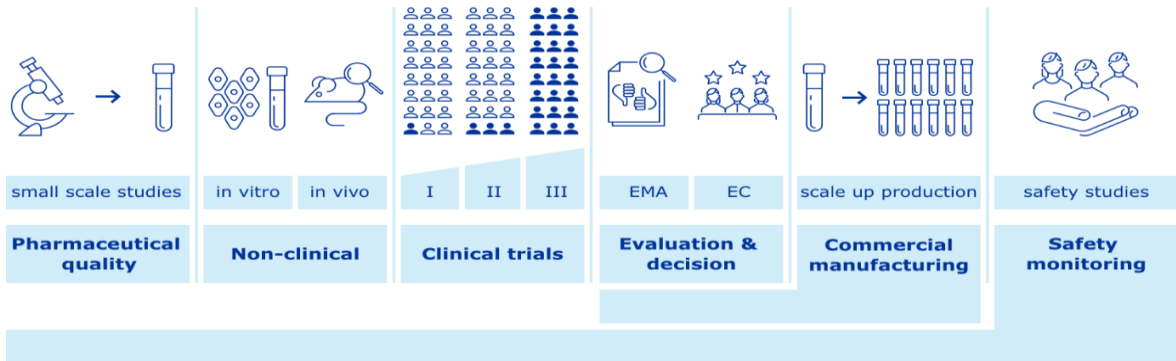 small scale studies
in vitro
in vivo
I
II
III
EMA
EC
scale up production
safety studies
Pharmaceutical
quality
Non-clinical
Clinical trials
Evaluation &
decision
Commercial
manufacturing
Safety
monitoring